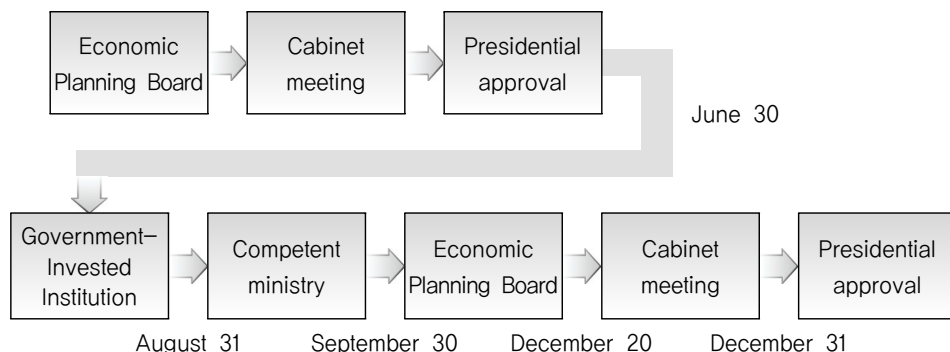 Economic
Planning Board
Cabinet
meeting
Presidential
approval
June 30
Government-
Invested
Institution
Competent
ministry
Economic
Planning Board
Cabinet
meeting
Presidential
approval
August 31
September 30
December 20
December 31